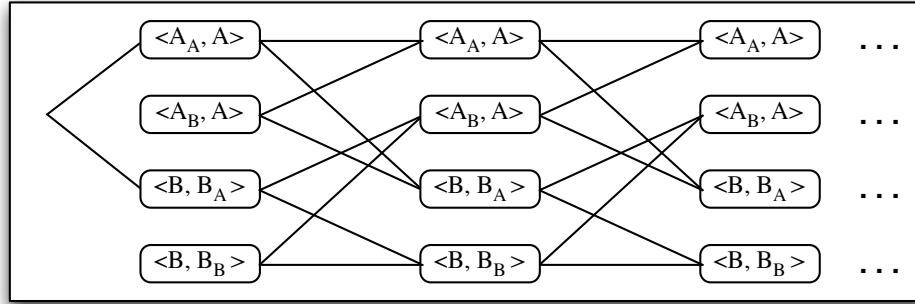 <A_A, A> <A_A, A> <A_A, A> . . .
<A_B, A> <A_B, A> <A_B, A> . . .
<B, B_A> <B, B_A> <B, B_A> . . .
<B, B_B> <B, B_B> <B, B_B> . . .